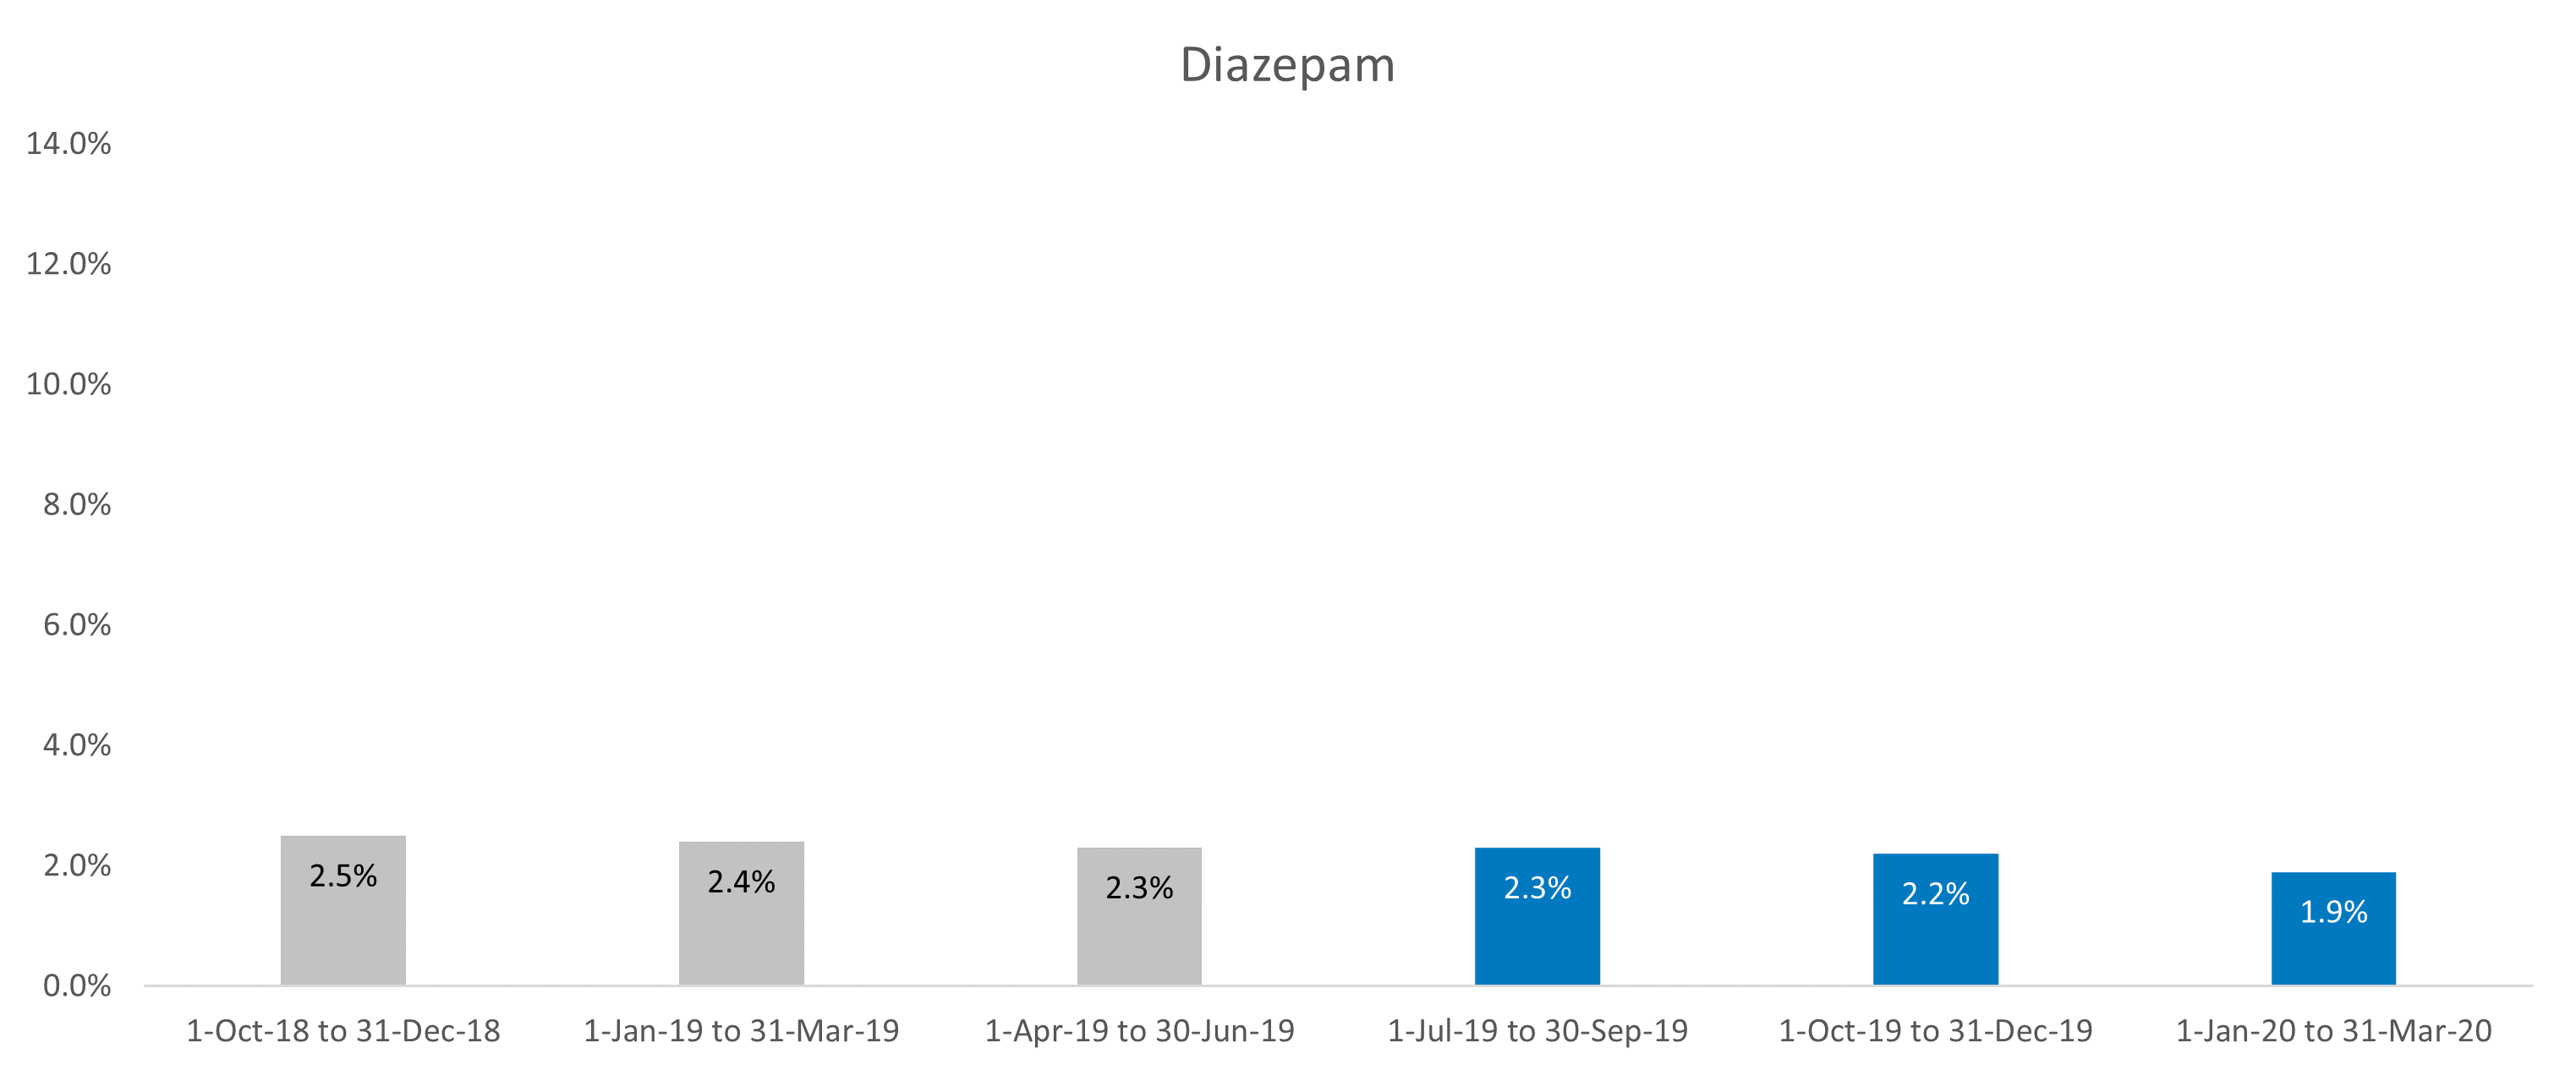 Diazepam
14.0%
12.0%
10.0%
8.0%
6.0%
4.0%
2.0%
0.0%
2.5%
2.4%
2.3%
2.3%
2.2%
1.9%
1-Oct-18 to 31-Dec-18
1-Jan-19 to 31-Mar-19
1-Apr-19 to 30-Jun-19
1-Jul-19 to 30-Sep-19
1-Oct-19 to 31-Dec-19
1-Jan-20 to 31-Mar-20